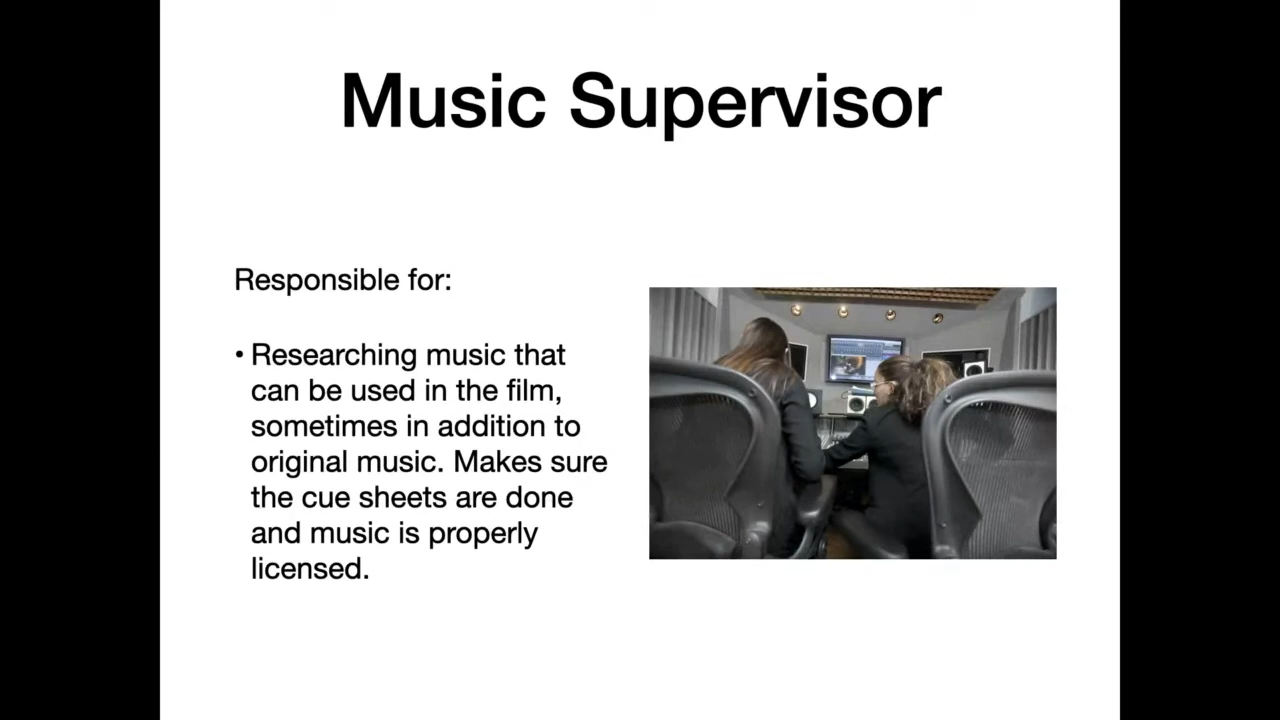 Music Supervisor
Responsible for:
• Researching music that
can be used in the film,
sometimes in addition to
original music. Makes sure
the cue sheets are done
and music is properly
licensed.